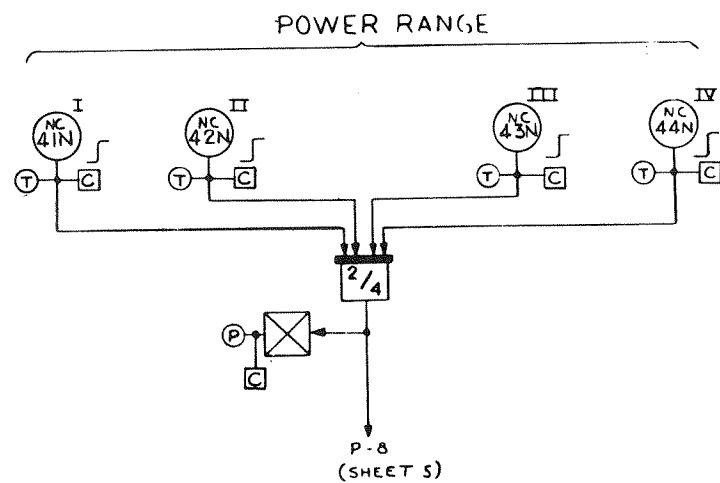 POWER RANGE
I
II
III
IV
NC
41N
NC
42N
NC
43N
NC
44N
T
C
T
C
T
C
T
C
2/4
P
C
P-8
(SHEET 5)